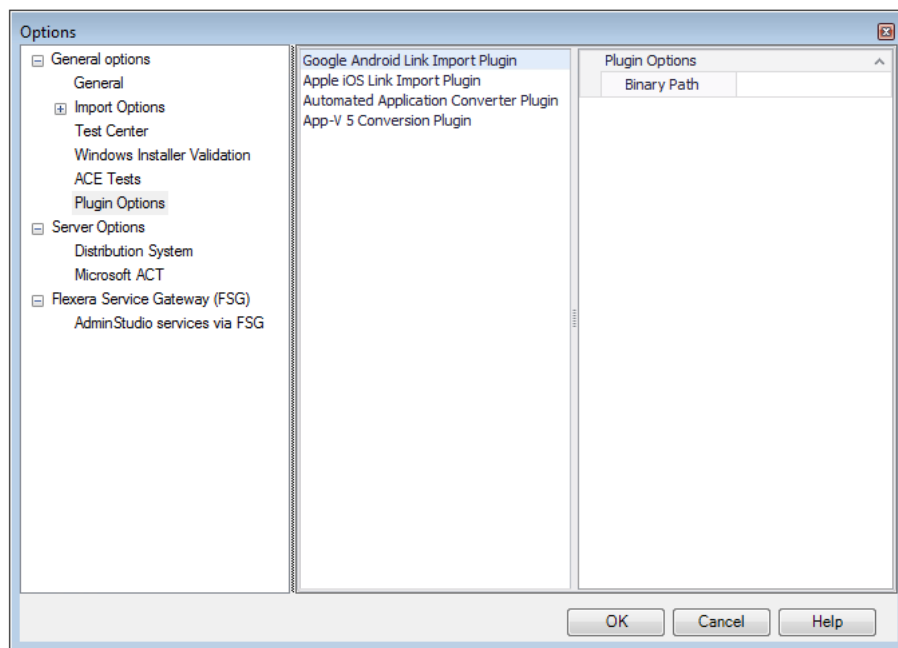 Options
General options
General
Import Options
Test Center
Windows Installer Validation
ACE Tests
Plugin Options
Server Options
Distribution System
Microsoft ACT
Flexera Service Gateway (FSG)
AdminStudio services via FSG
Google Android Link Import Plugin
Apple iOS Link Import Plugin
Automated Application Converter Plugin
App-V 5 Conversion Plugin
Plugin Options
Binary Path
OK Cancel Help